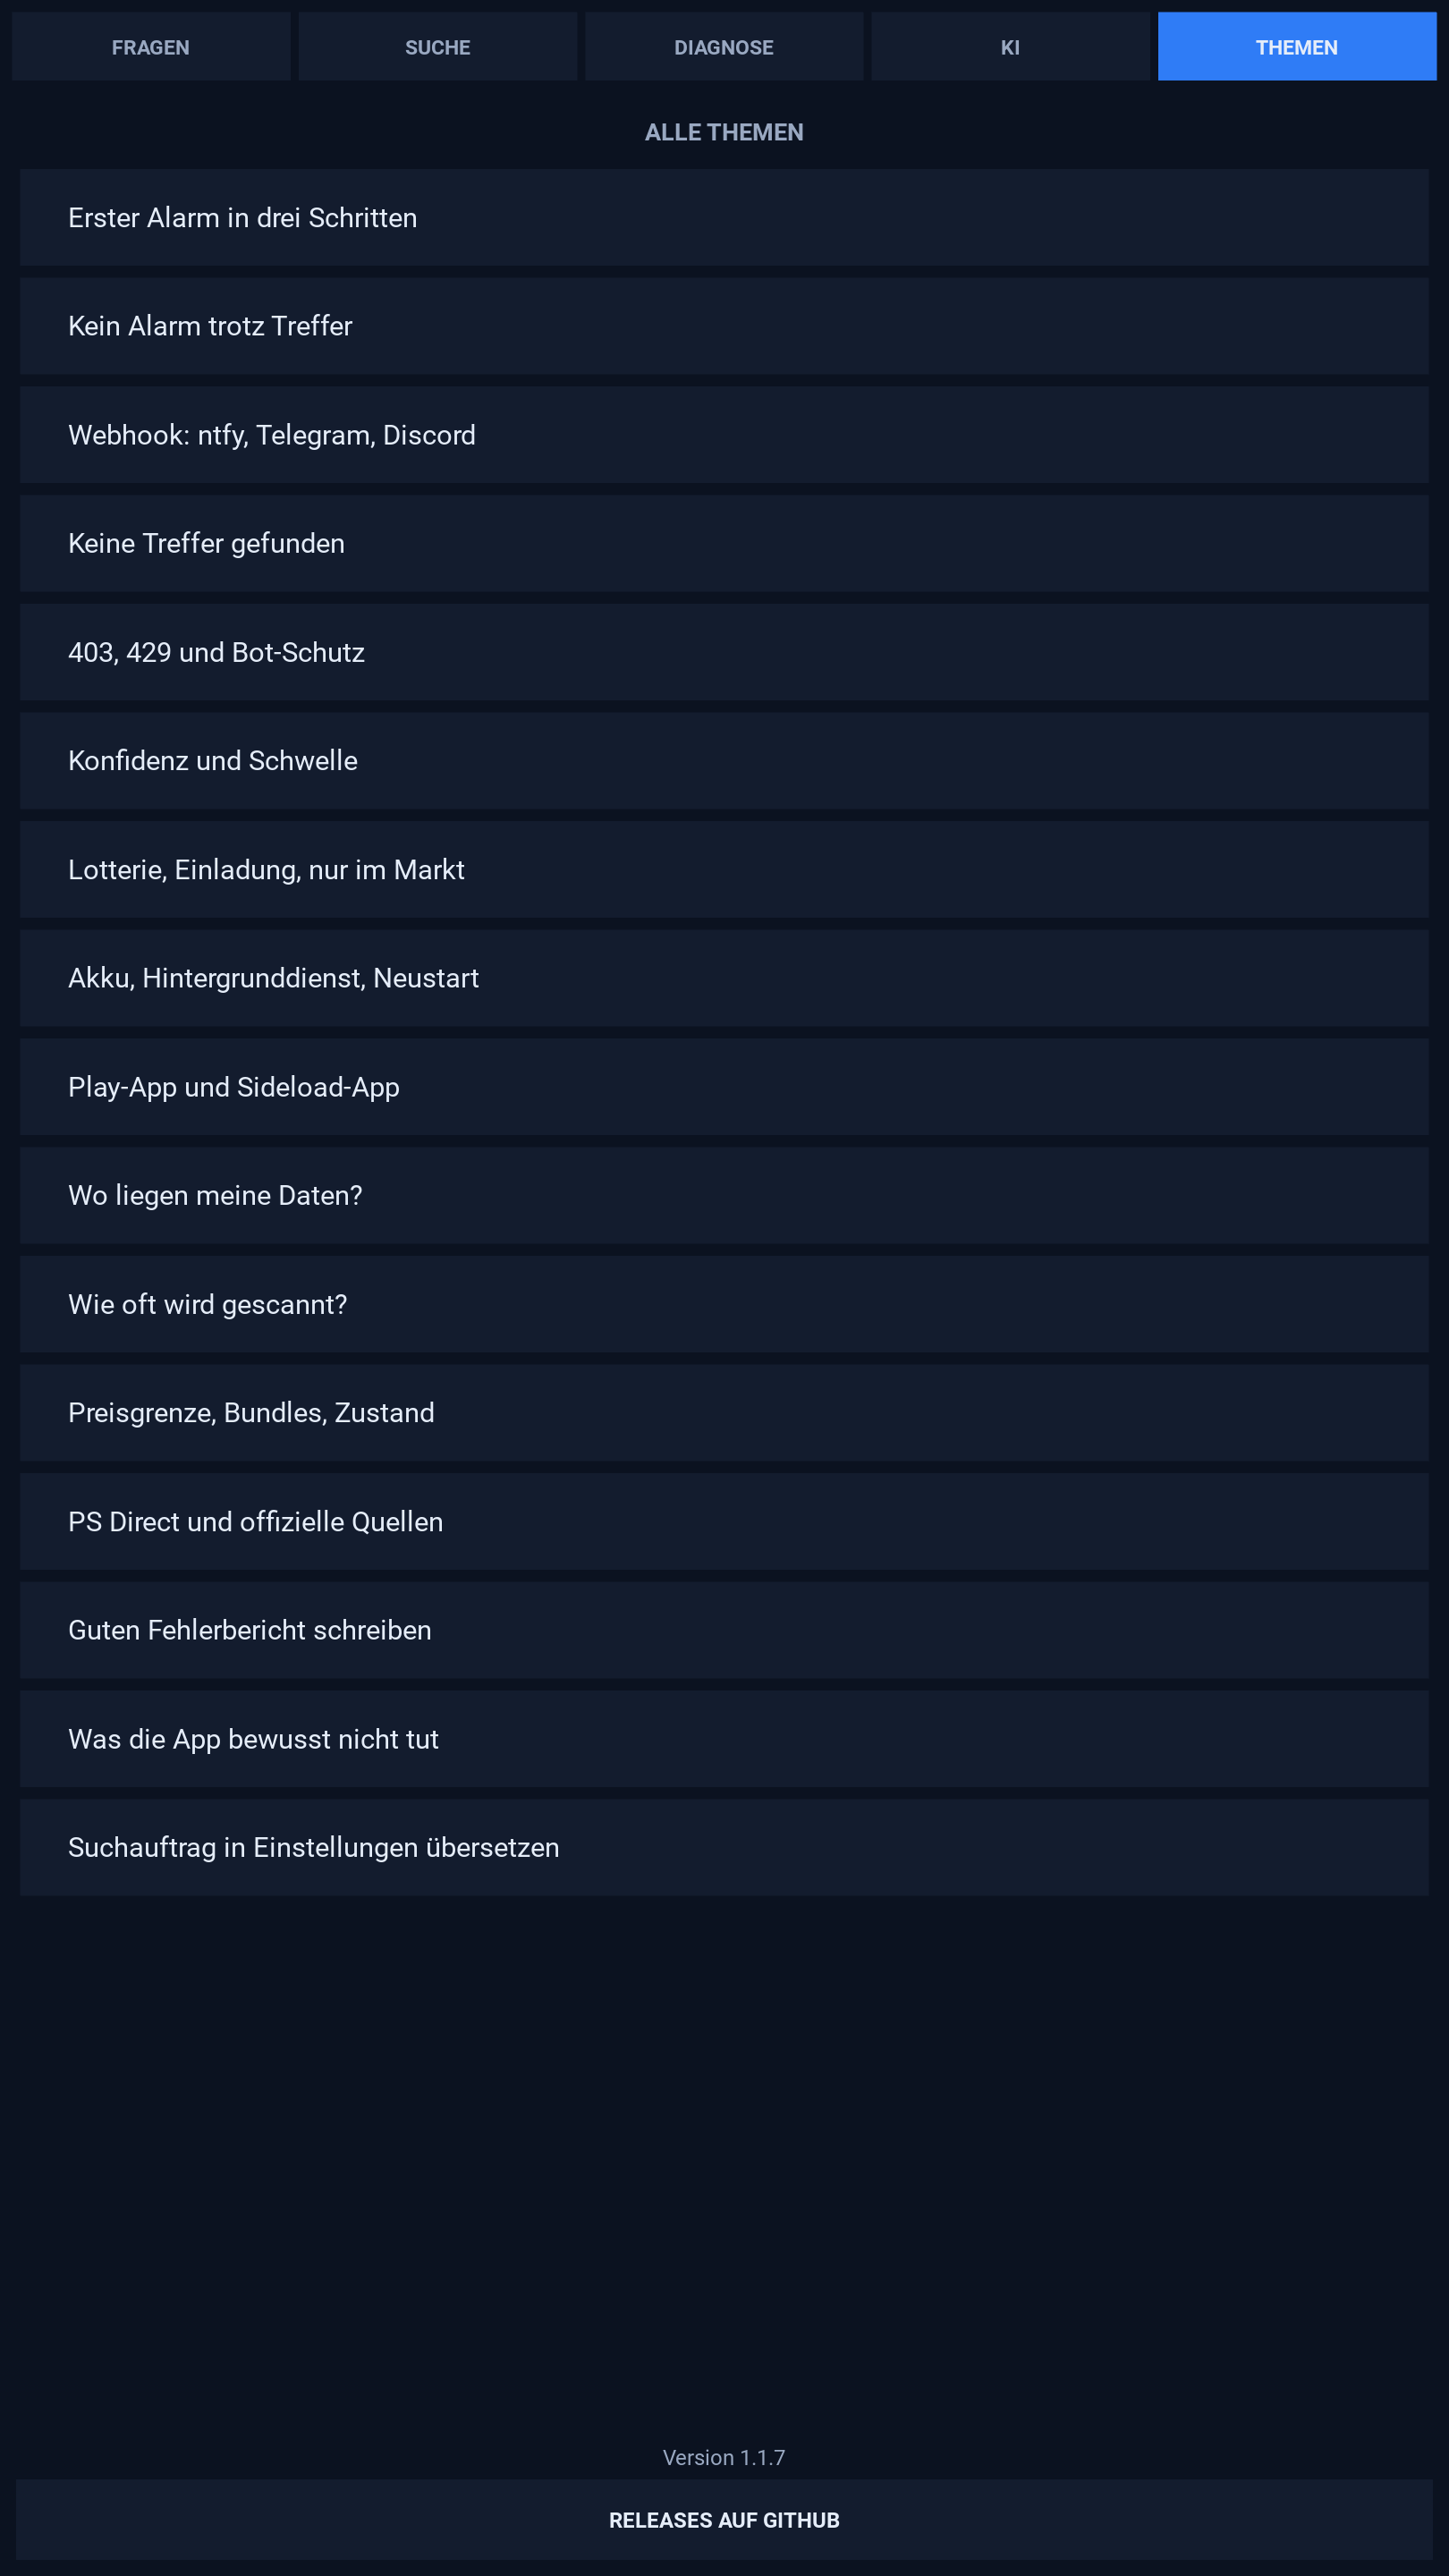 FRAGEN SUCHE DIAGNOSE KI THEMEN
ALLE THEMEN
Erster Alarm in drei Schritten
Kein Alarm trotz Treffer
Webhook: ntfy, Telegram, Discord
Keine Treffer gefunden
403, 429 und Bot-Schutz
Konfidenz und Schwelle
Lotterie, Einladung, nur im Markt
Akku, Hintergrunddienst, Neustart
Play-App und Sideload-App
Wo liegen meine Daten?
Wie oft wird gescannt?
Preisgrenze, Bundles, Zustand
PS Direct und offizielle Quellen
Guten Fehlerbericht schreiben
Was die App bewusst nicht tut
Suchauftrag in Einstellungen übersetzen
Version 1.1.7
RELEASES AUF GITHUB